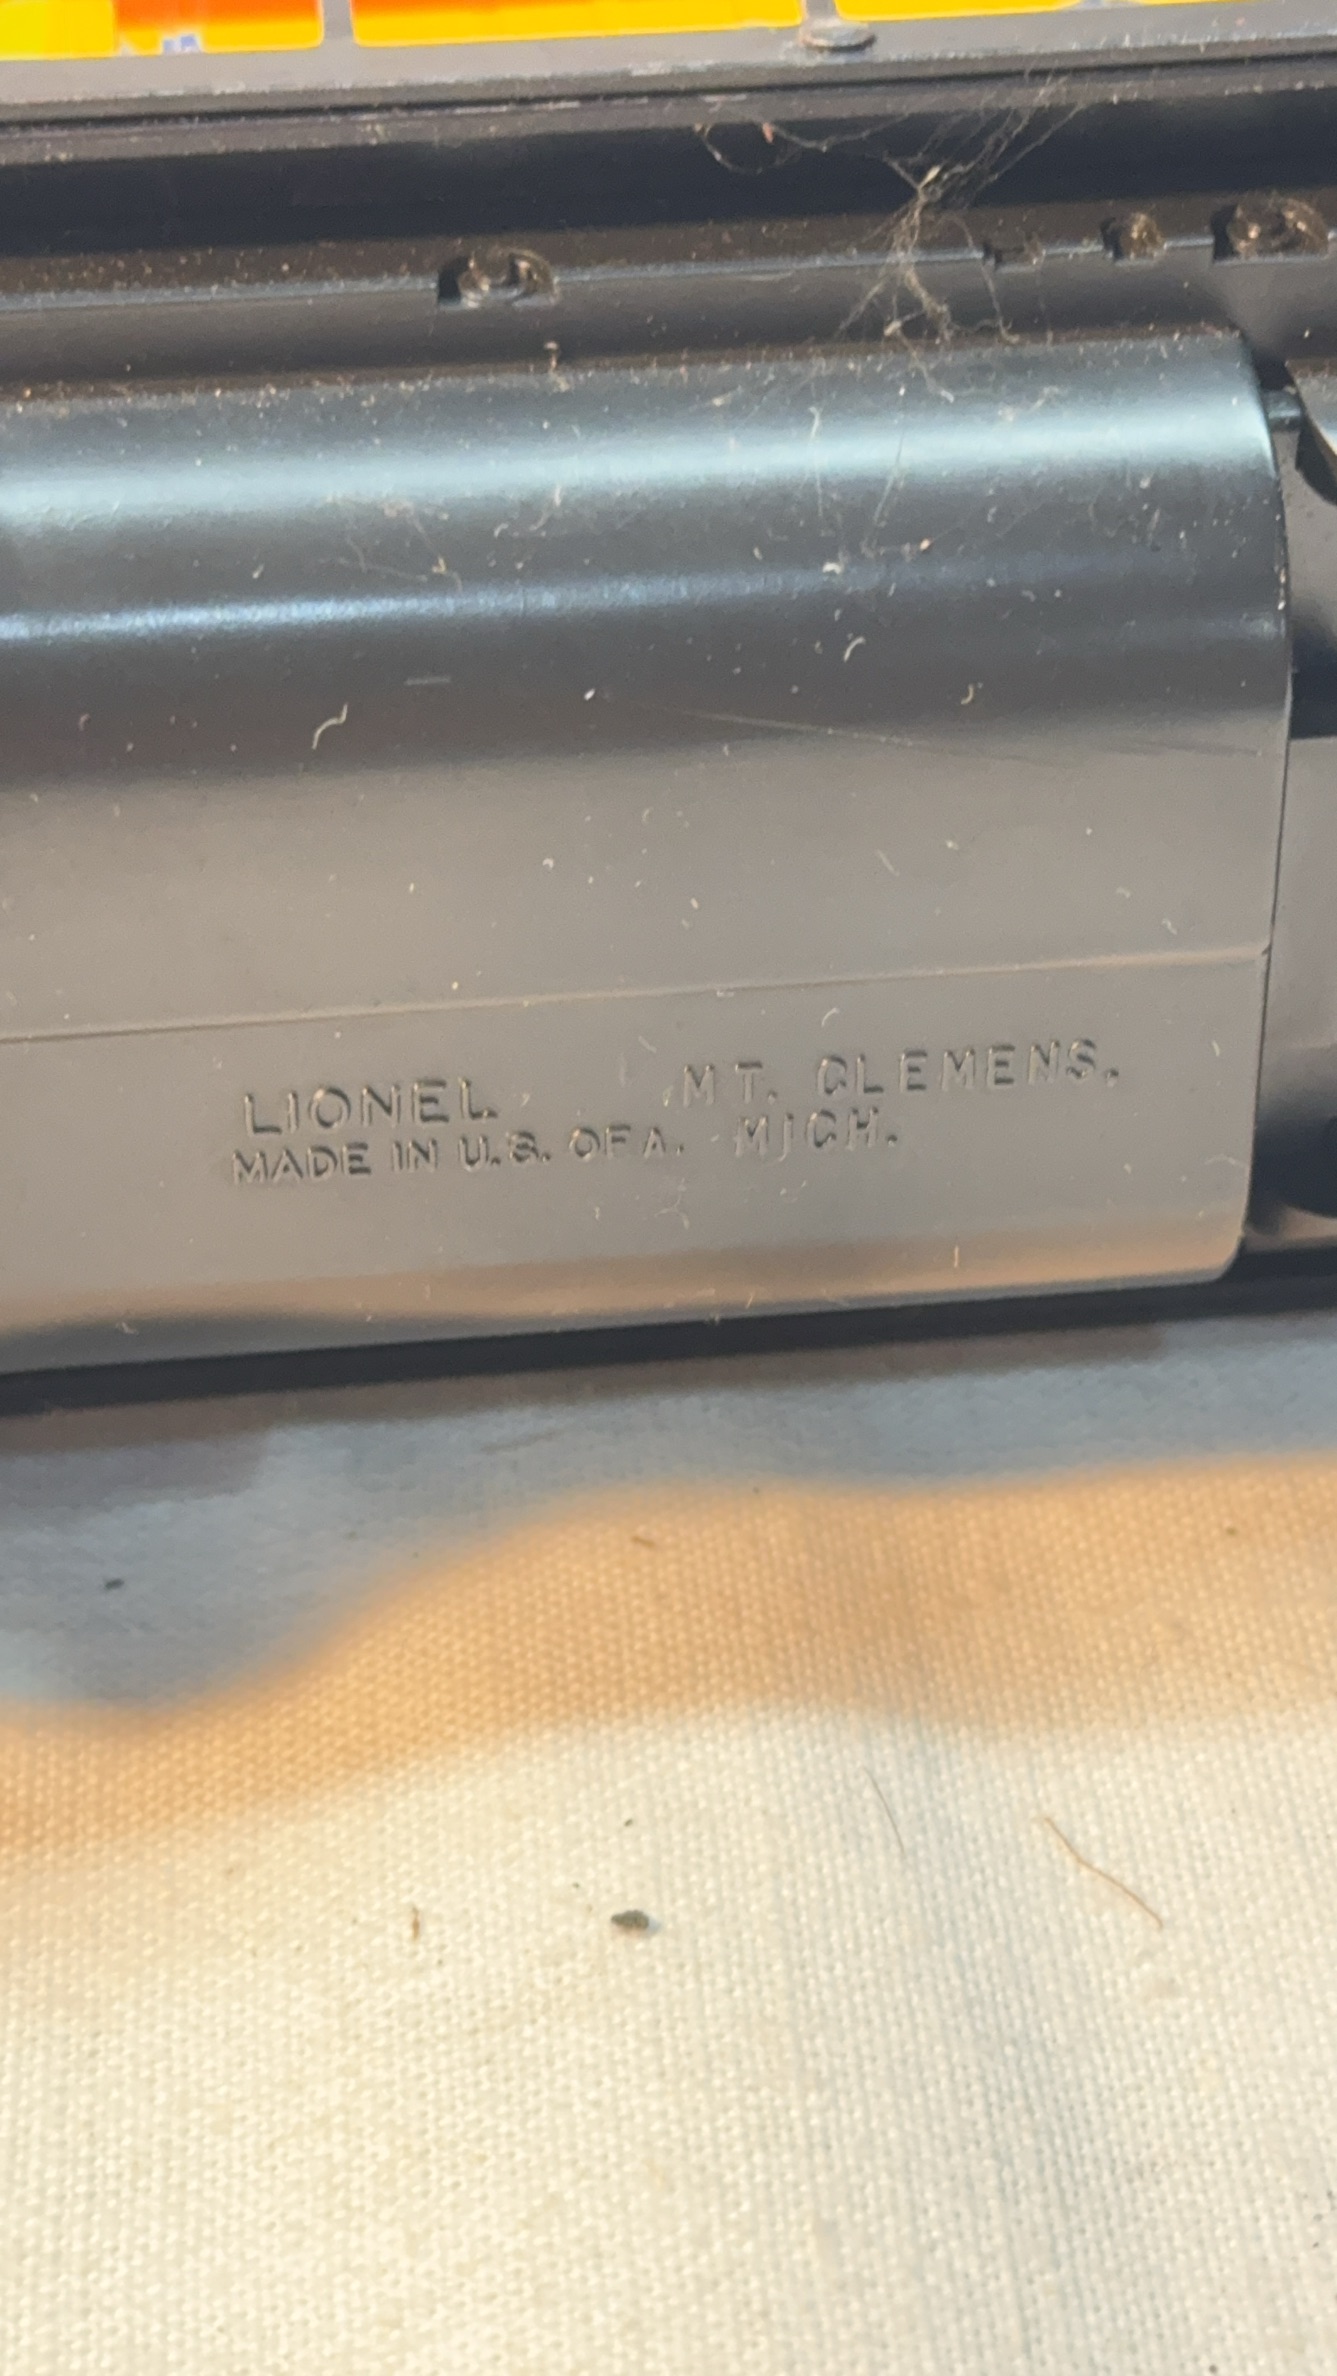 LIONEL MT. CLEMENS.
MADE IN U.S. OF A. MICH.